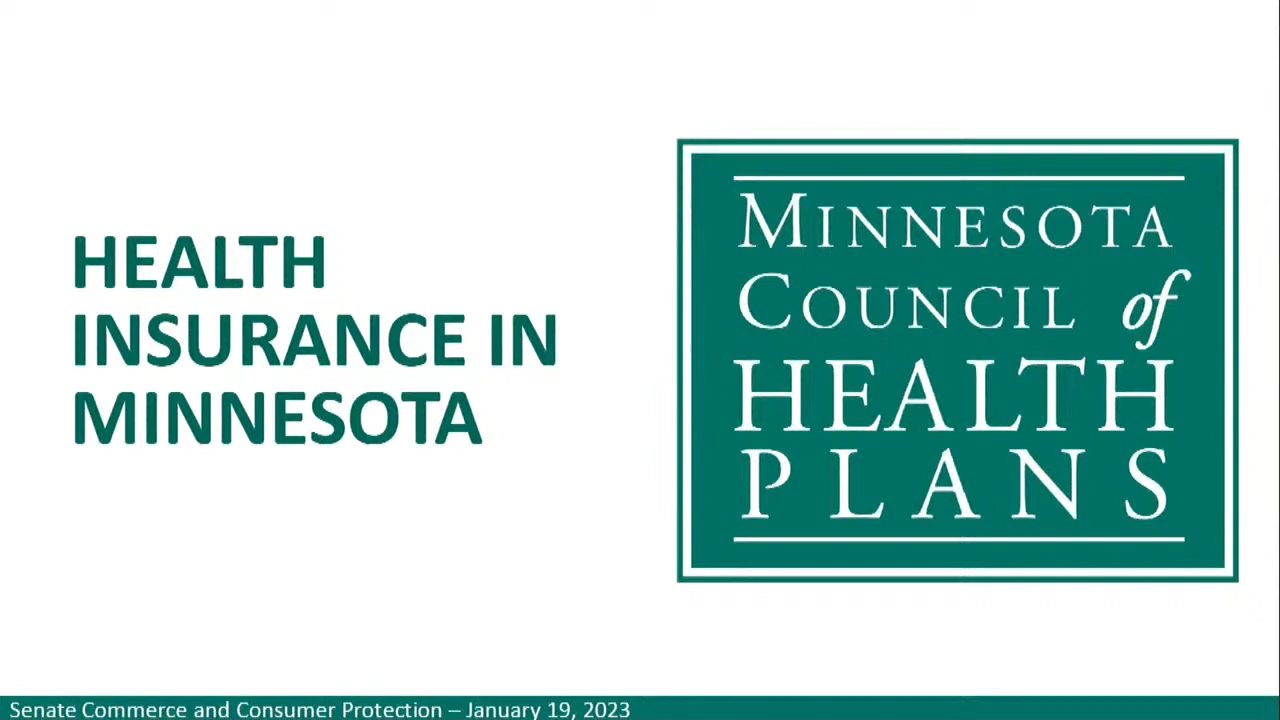 HEALTH
INSURANCE IN
MINNESOTA
MINNESOTA
COUNCIL of
HEALTH
PLANS
Senate Commerce and Consumer Protection – January 19, 2023